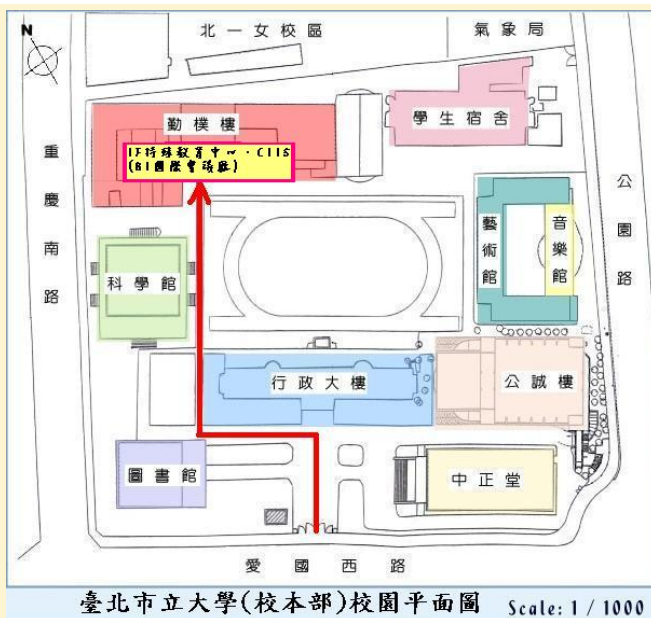 N
北一女校區
氣象局
勤樸樓
1F特殊教育中心、C115
(B1國際會議廳)
學生宿舍
重慶南路
公園路
藝術館
音樂館
科學館
行政大樓
公誠樓
圖書館
中正堂
愛國西路
臺北市立大學(校本部)校園平面圖 Scale: 1 / 1000